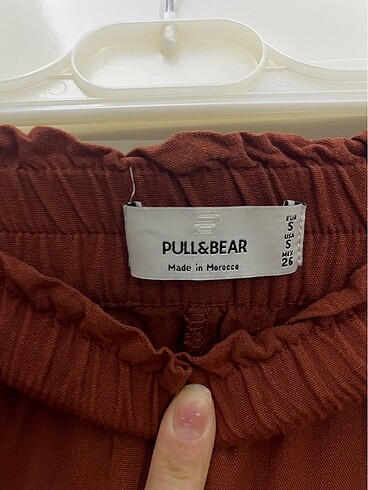 PULL&BEAR
Made in Morocco
EUR
S
USA
S
MEX
26